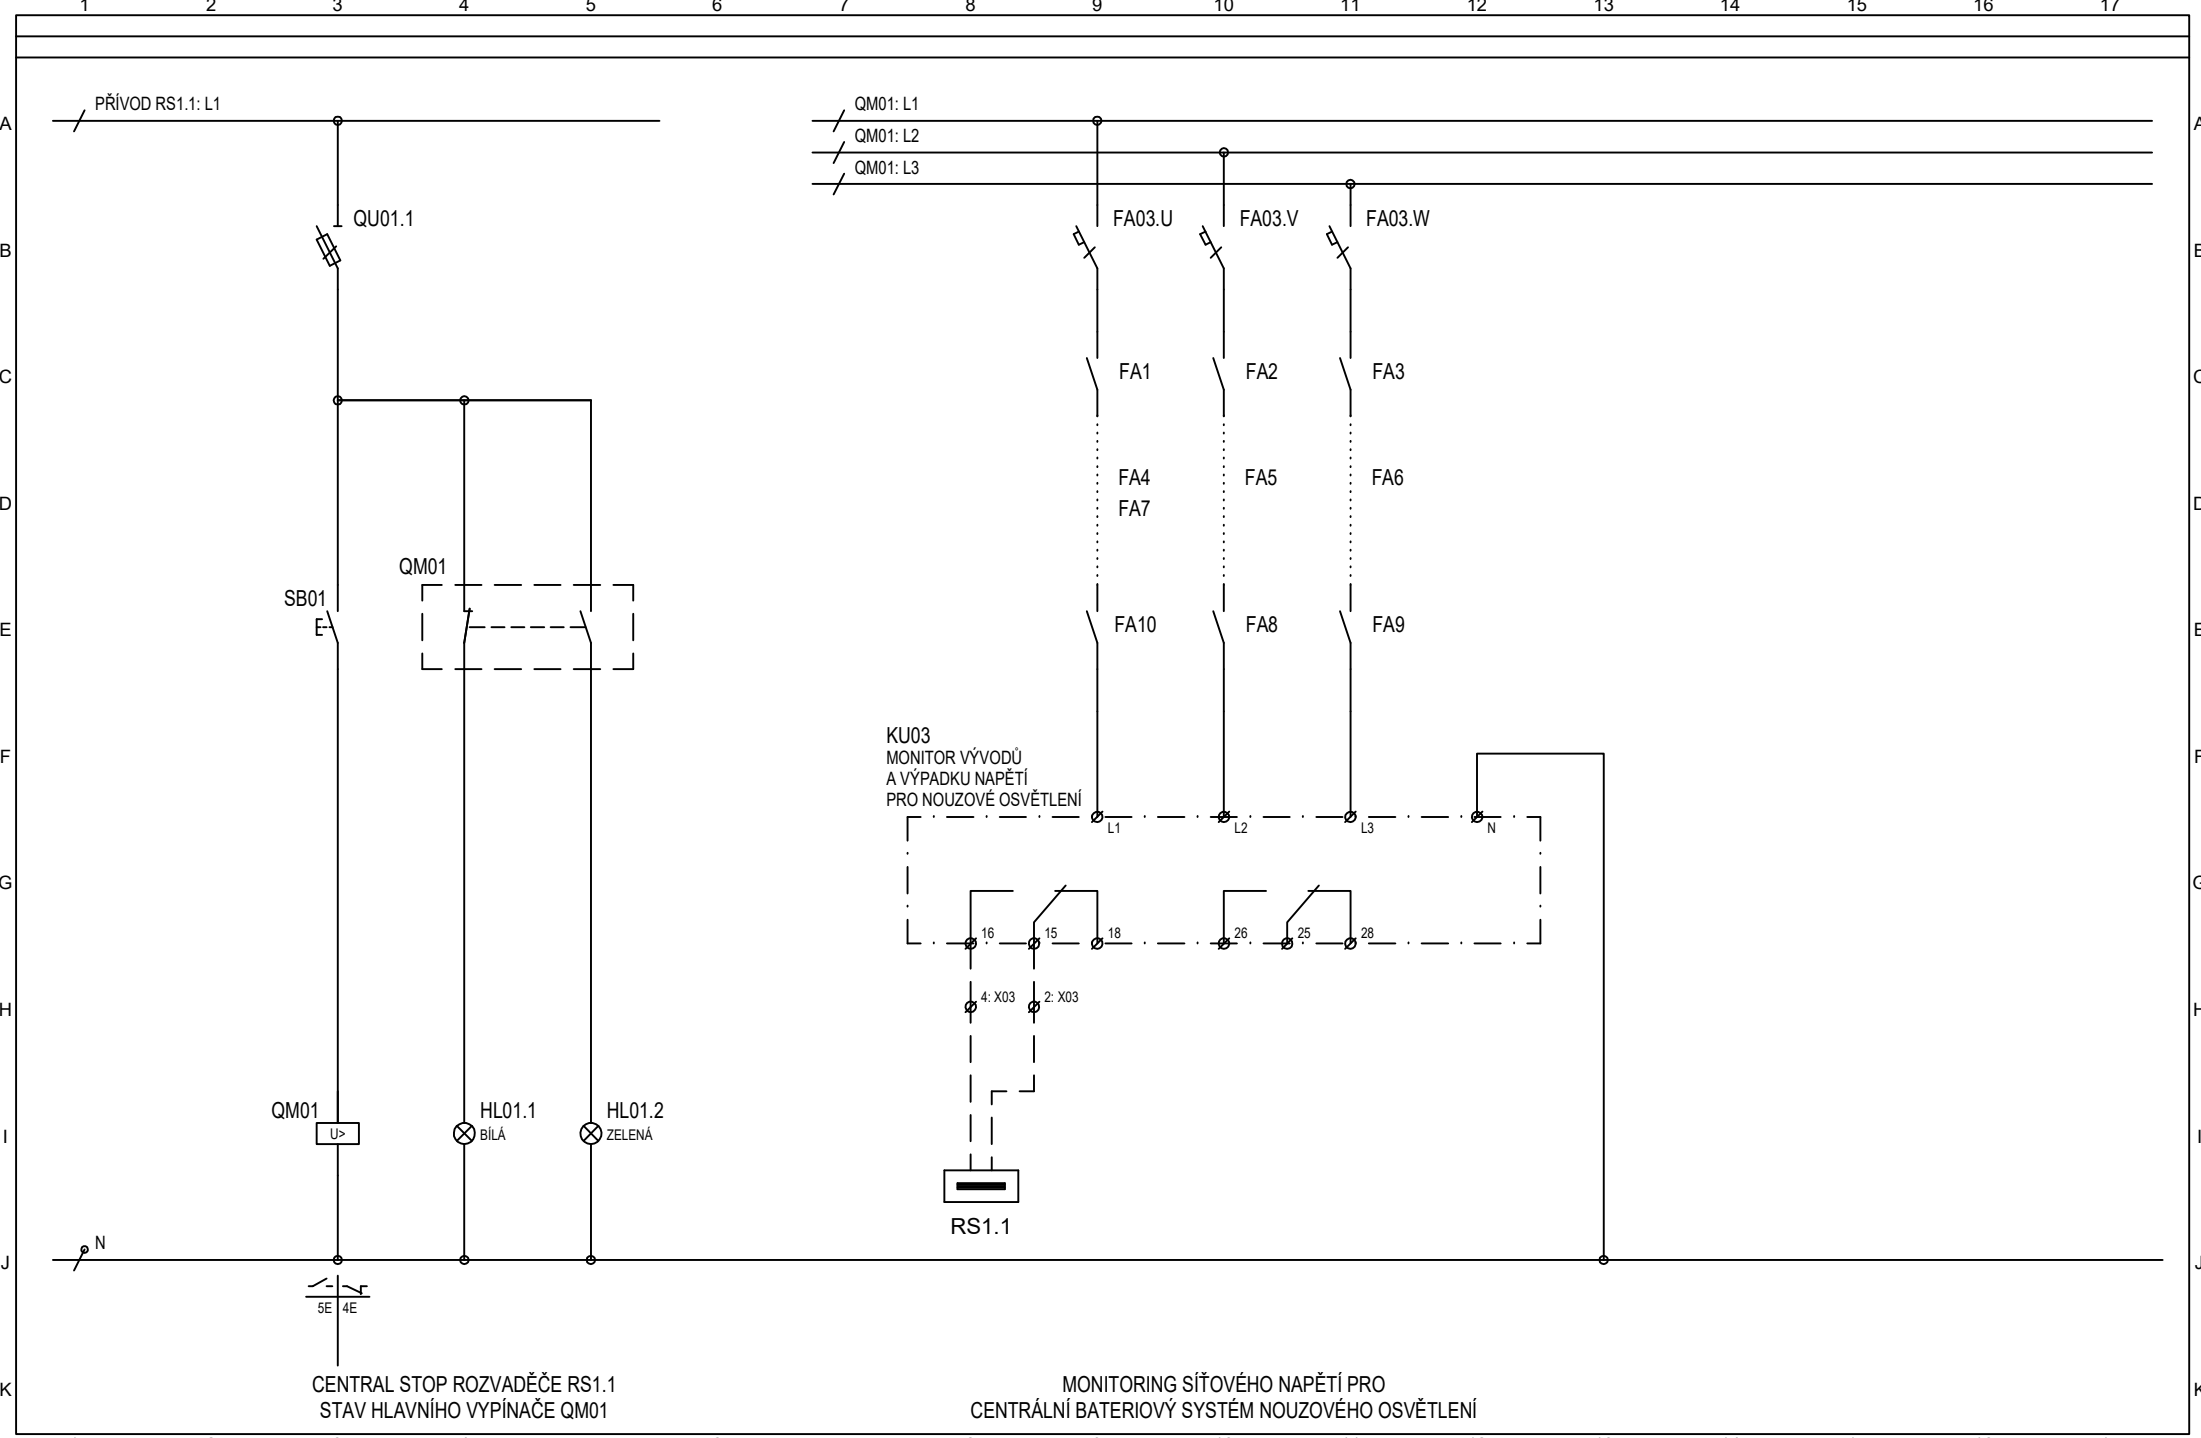 1 2 3 4 5 6 7 8 9 10 11 12 13 14 15 16 17
PŘÍVOD RS1.1: L1
QM01: L1
A A
QM01: L2
QM01: L3
QU01.1 FA03.U FA03.V FA03.W
B
FA1 FA2 FA3
C
FA4 FA5 FA6
D
FA7
QM01
SB01
E
FA10 FA8 FA9
KU03
MONITOR VÝVODŮ
F
A VÝPADKU NAPĚTÍ
PRO NOUZOVÉ OSVĚTLENÍ
L1 L2 L3 N
G
16 15 18 26 25 28
4: X03 2: X03
H
QM01 HL01.1 HL01.2
U> BÍLÁ ZELENÁ
I I
RS1.1
N
J J
5E 4E
CENTRAL STOP ROZVADĚČE RS1.1
MONITORING SÍŤOVÉHO NAPĚTÍ PRO
K K
STAV HLAVNÍHO VYPÍNAČE QM01
CENTRÁLNÍ BATERIOVÝ SYSTÉM NOUZOVÉHO OSVĚTLENÍ